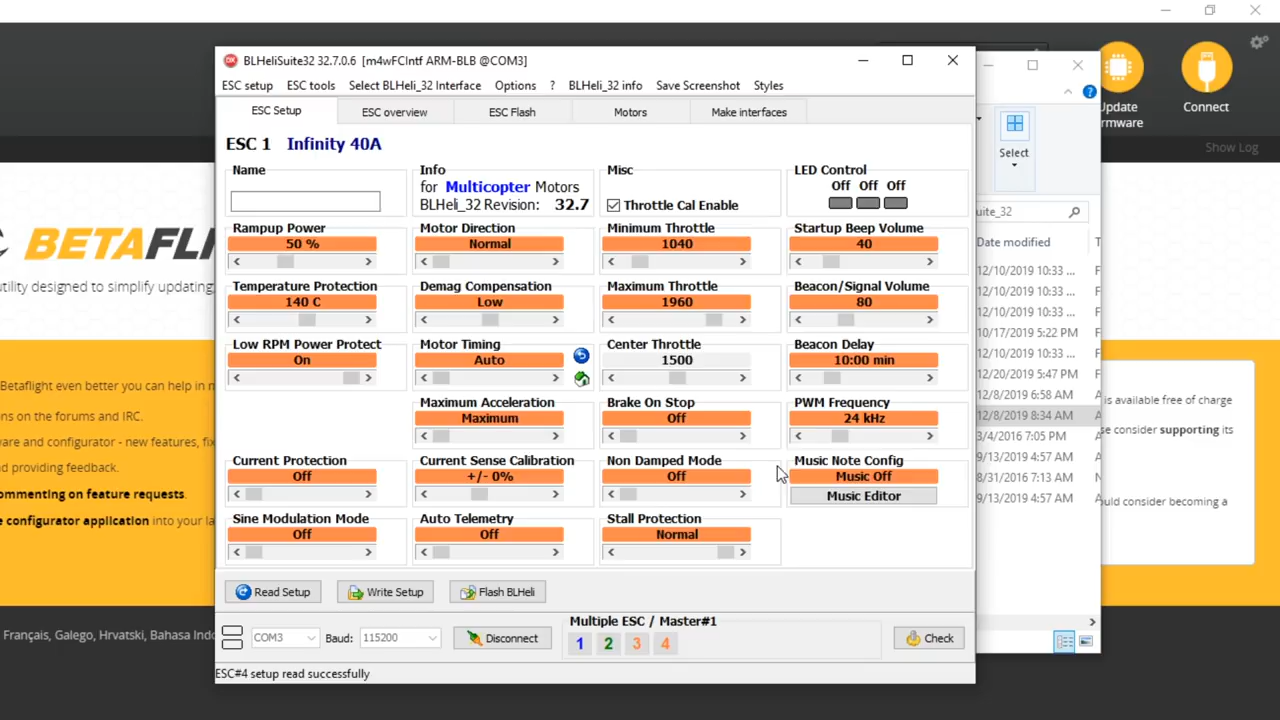 BLHeliSuite32 32.7.0.6 [m4wFCIntf ARM-BLB @COM3]
ESC setup ESC tools Select BLHeli_32 Interface Options ? BLHeli_32 info Save Screenshot Styles
ESC Setup ESC overview ESC Flash Motors Make interfaces
ESC 1 Infinity 40A
Name
Info
for Multicopter Motors
BLHeli_32 Revision: 32.7
Misc
Throttle Cal Enable
LED Control
Off Off Off
Rampup Power
50 %
Motor Direction
Normal
Minimum Throttle
1040
Startup Beep Volume
40
Temperature Protection
140 C
Demag Compensation
Low
Maximum Throttle
1960
Beacon/Signal Volume
80
Low RPM Power Protect
On
Motor Timing
Auto
Center Throttle
1500
Beacon Delay
10:00 min
Maximum Acceleration
Maximum
Brake On Stop
Off
PWM Frequency
24 kHz
Current Protection
Off
Current Sense Calibration
+/- 0%
Non Damped Mode
Off
Music Note Config
Music Off
Music Editor
Sine Modulation Mode
Off
Auto Telemetry
Off
Stall Protection
Normal
Read Setup Write Setup Flash BLHeli
COM3 Baud: 115200 Disconnect
Multiple ESC / Master#1
1 2 3 4
Check
ESC#4 setup read successfully
BETAFLI
utility designed to simplify updating,
Betaflight even better you can help in m
ons on the forums and IRC.
ware and configurator - new features, fix
and providing feedback.
ommenting on feature requests.
e configurator application into your la
Français, Galego, Hrvatski, Bahasa Indo
Update
rmware
Connect
Show Log
Select
uite_32
Date modified T
12/10/2019 10:33 ... F
12/10/2019 10:33 ... F
12/10/2019 10:33 ... F
10/17/2019 5:22 PM F
12/10/2019 10:33 ... F
12/20/2019 5:47 PM F
12/8/2019 6:58 AM A
12/8/2019 8:34 AM A
3/4/2016 7:05 PM W
9/13/2019 4:57 AM A
8/31/2016 7:13 AM A
9/13/2019 4:57 AM A
is available free of charge
se consider supporting its
ould consider becoming a